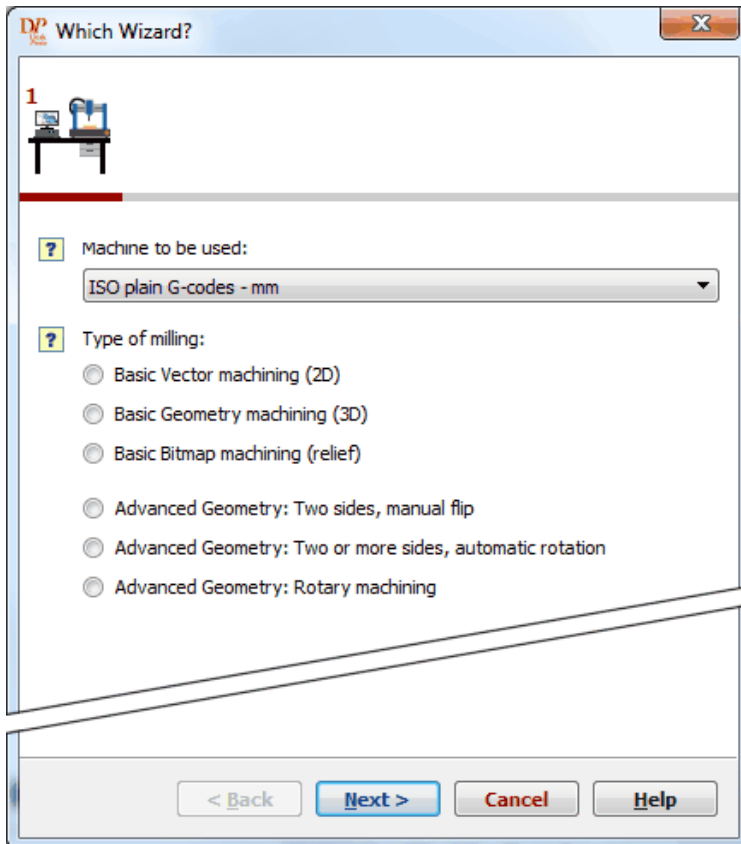 Which Wizard?
1
Machine to be used:
ISO plain G-codes - mm
Type of milling:
Basic Vector machining (2D)
Basic Geometry machining (3D)
Basic Bitmap machining (relief)
Advanced Geometry: Two sides, manual flip
Advanced Geometry: Two or more sides, automatic rotation
Advanced Geometry: Rotary machining
< Back Next > Cancel Help